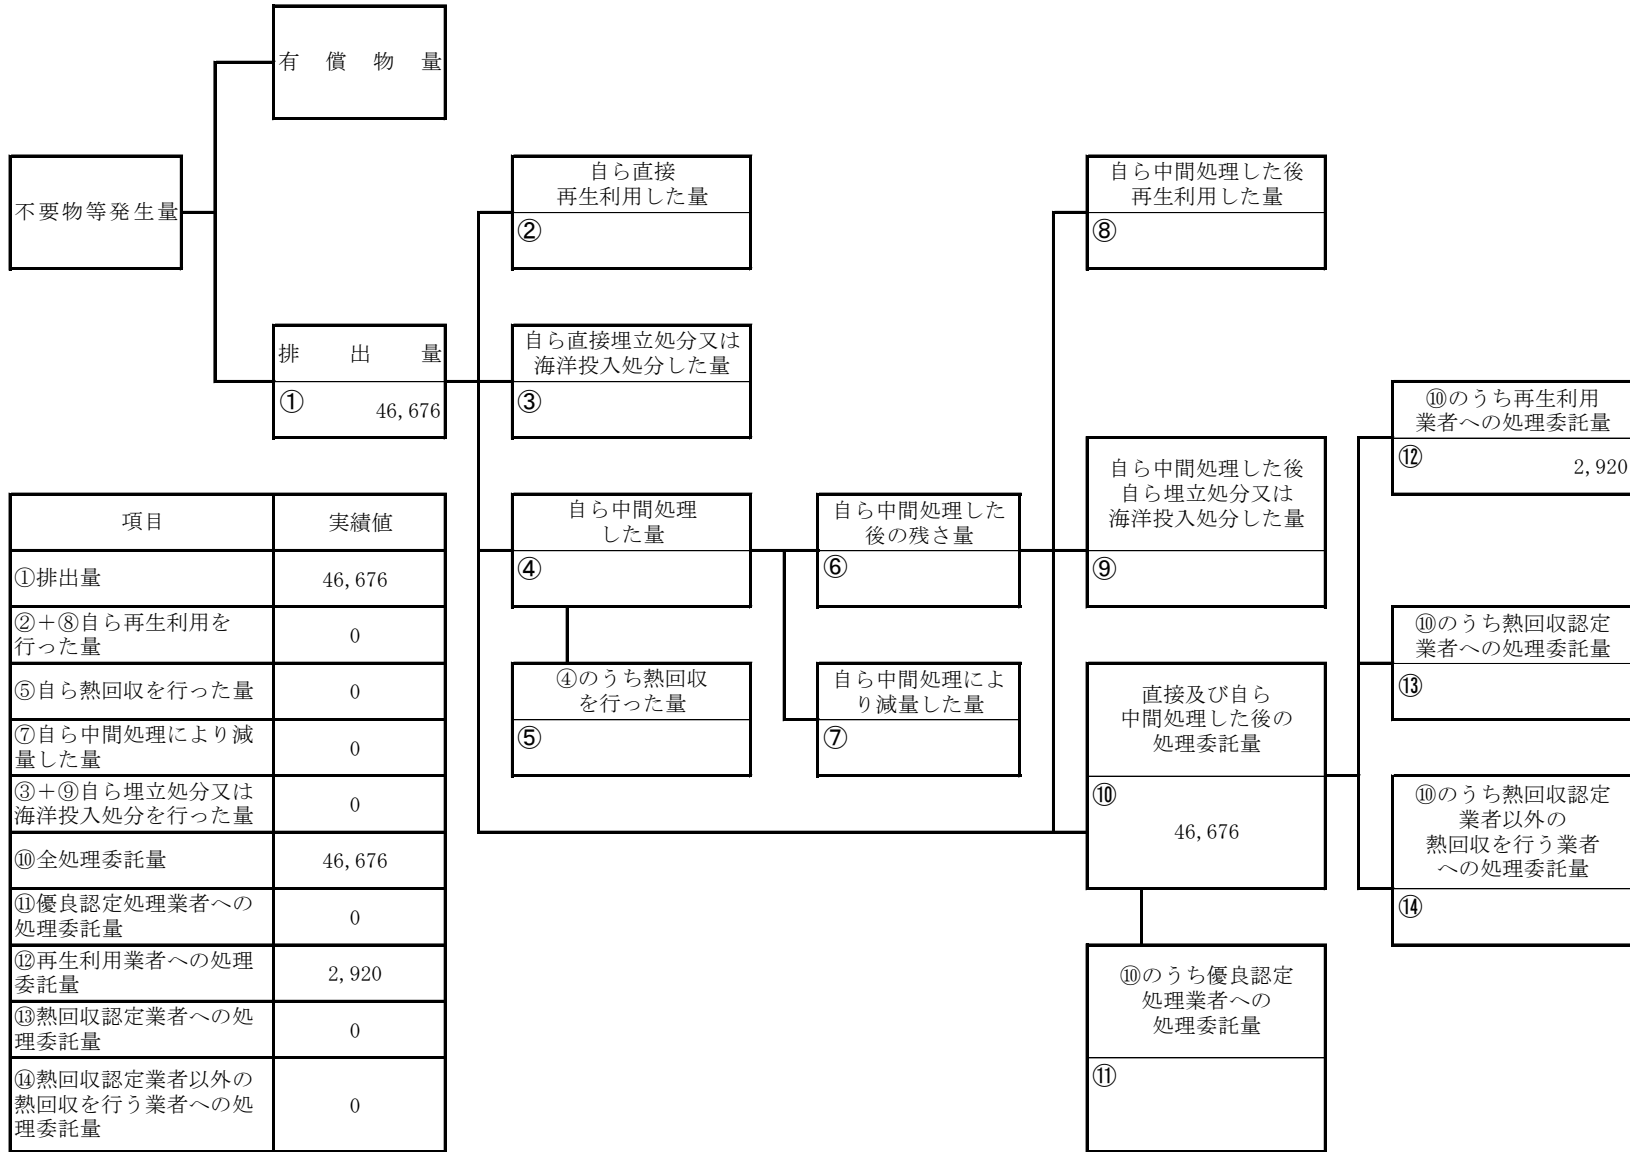 有償物量
不要物等発生量
排出量
① 46,676
自ら直接
再生利用した量
②
自ら直接埋立処分又は
海洋投入処分した量
③
自ら中間処理
した量
④
④のうち熱回収
を行った量
⑤
自ら中間処理した
後の残さ量
⑥
自ら中間処理によ
り減量した量
⑦
自ら中間処理した後
再生利用した量
⑧
自ら中間処理した後
自ら埋立処分又は
海洋投入処分した量
⑨
直接及び自ら
中間処理した後の
処理委託量
⑩
46,676
⑩のうち優良認定
処理業者への
処理委託量
⑪
⑩のうち再生利用
業者への処理委託量
⑫ 2,920
⑩のうち熱回収認定
業者への処理委託量
⑬
⑩のうち熱回収認定
業者以外の
熱回収を行う業者
への処理委託量
⑭
項目 実績値
①排出量 46,676
②+⑧自ら再生利用を
行った量 0
⑤自ら熱回収を行った量 0
⑦自ら中間処理により減
量した量 0
③+⑨自ら埋立処分又は
海洋投入処分を行った量 0
⑩全処理委託量 46,676
⑪優良認定処理業者への
処理委託量 0
⑫再生利用業者への処理
委託量 2,920
⑬熱回収認定業者への処
理委託量 0
⑭熱回収認定業者以外の
熱回収を行う業者への処
理委託量 0